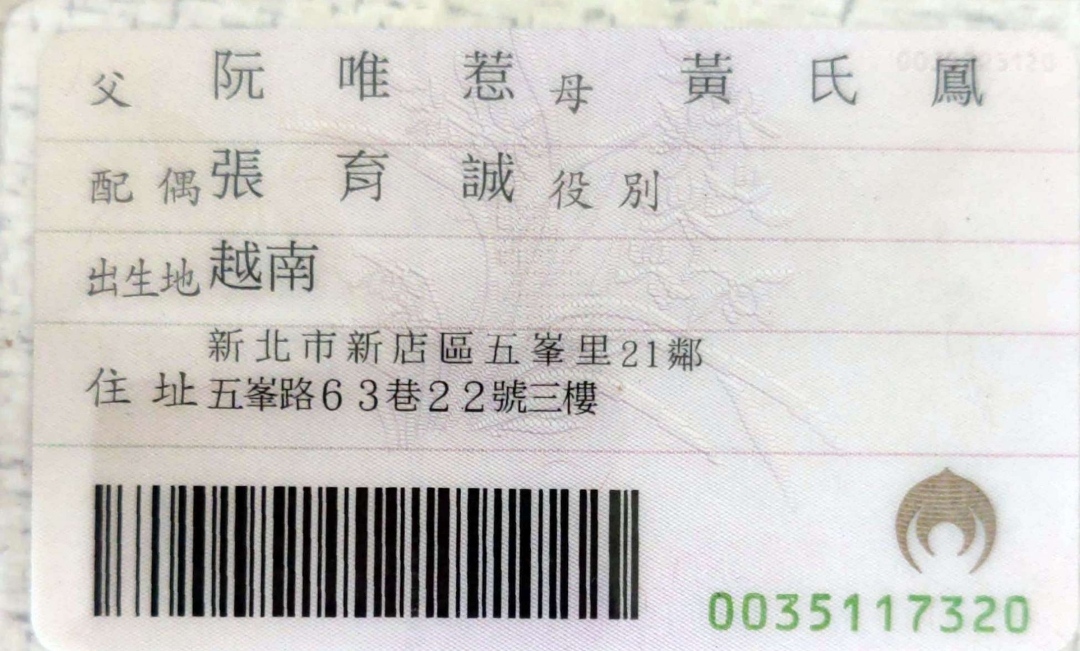 父 阮唯惹 母 黃氏鳳
配偶 張育誠 役別
出生地 越南
住址 新北市新店區五峯里21鄰
五峯路63巷22號三樓
0035117320